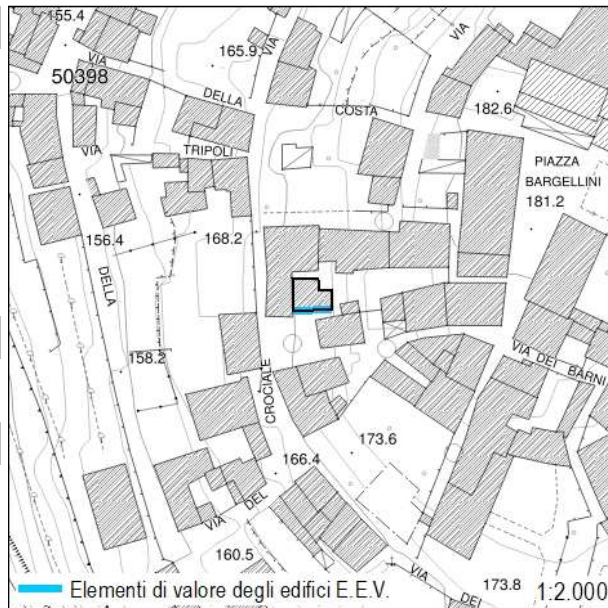 155.4
VIA
165.9
VIA
VIA
50398
DELLA
COSTA
182.6
VIA
TRIPOLI
PIAZZA
BARGELLINI
181.2
168.2
156.4
DELLA
158.2
VIA DEI BARNI
CROCIALE
173.6
166.4
VIA DEL
160.5
VIA DEI
173.8
Elementi di valore degli edifici E.E.V.
1:2.000